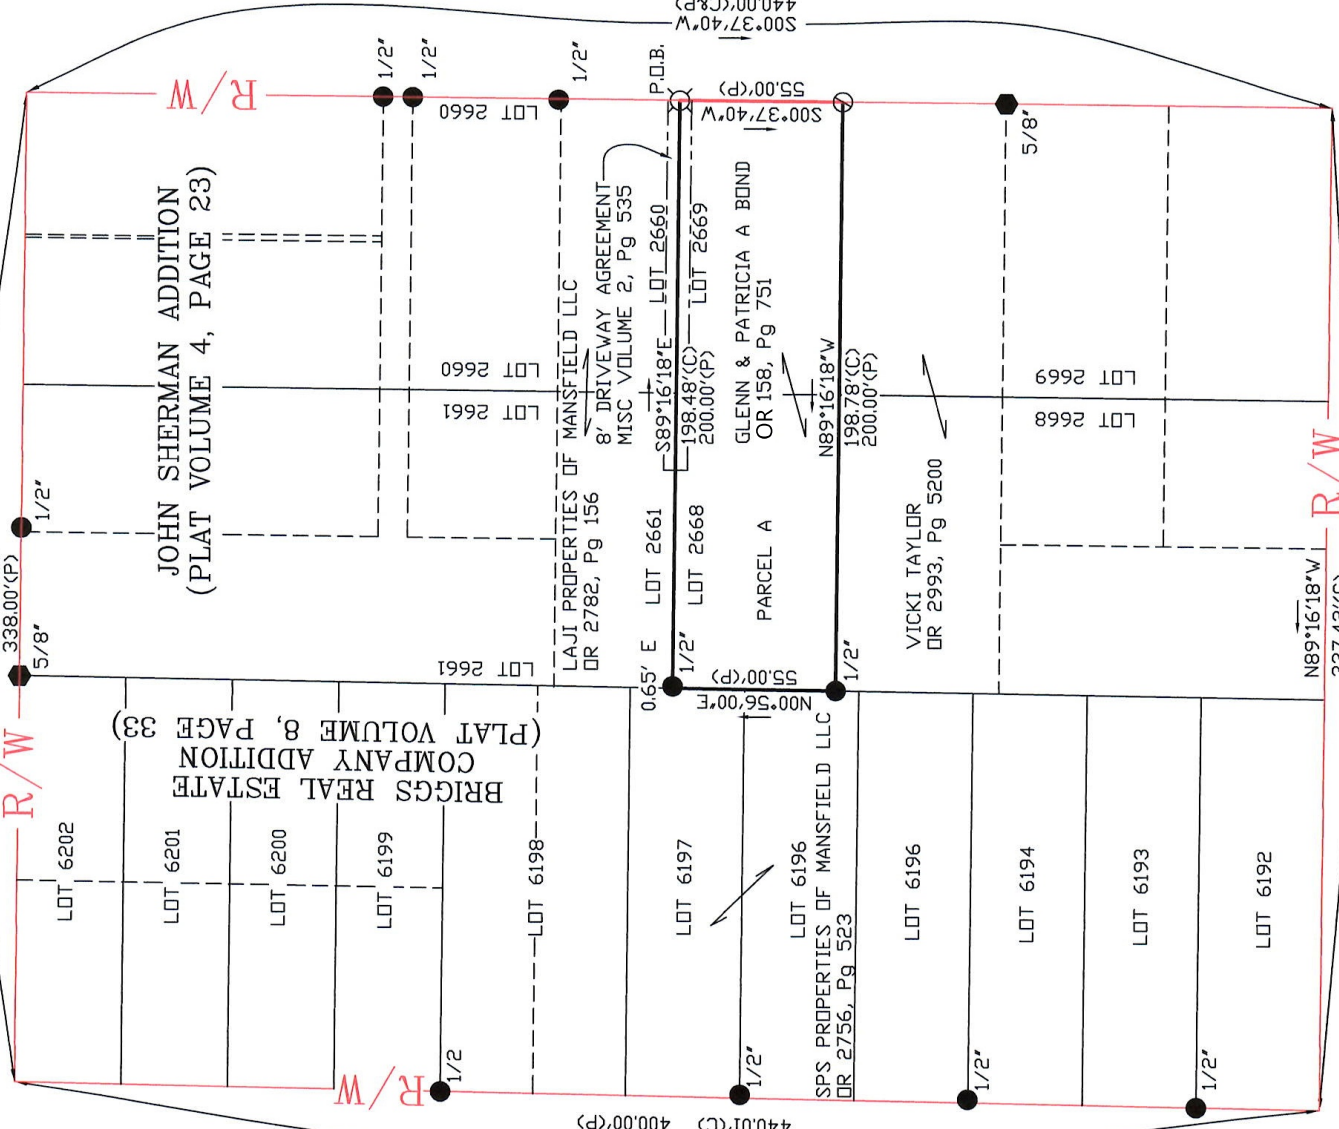 440.00'(C&P)
S00°37'40"W
R/W
1/2"
1/2"
1/2"
P.O.B.
55.00'(P)
S00°37'40"W
5/8"
LOT 2660
JOHN SHERMAN ADDITION
(PLAT VOLUME 4, PAGE 23)
8' DRIVEWAY AGREEMENT
MISC VOLUME 2, Pg 535
LOT 2660
LOT 2669
S89°16'18"E
198.48'(C)
200.00'(P)
GLENN & PATRICIA A BOND
OR 158, Pg 751
LOT 2660
LOT 2661
LAJI PROPERTIES OF MANSFIELD LLC
OR 2782, Pg 156
N89°16'18"W
198.78'(C)
200.00'(P)
LOT 2669
LOT 2668
R/W
1/2"
338.00'(P)
5/8"
LOT 2661
LOT 2668
PARCEL A
VICKI TAYLOR
OR 2993, Pg 5200
N89°16'18"W
LOT 2661
0.65' E
1/2"
55.00'(P)
N00°56'00"E
1/2"
R/W
BRIGGS REAL ESTATE
COMPANY ADDITION
(PLAT VOLUME 8, PAGE 33)
LOT 6202
LOT 6201
LOT 6200
LOT 6199
LOT 6198
LOT 6197
LOT 6196
SPS PROPERTIES OF MANSFIELD LLC
OR 2756, Pg 523
LOT 6196
LOT 6194
LOT 6193
LOT 6192
R/W
1/2
1/2"
1/2"
1/2"
400.00'(P)
440.01'(C)